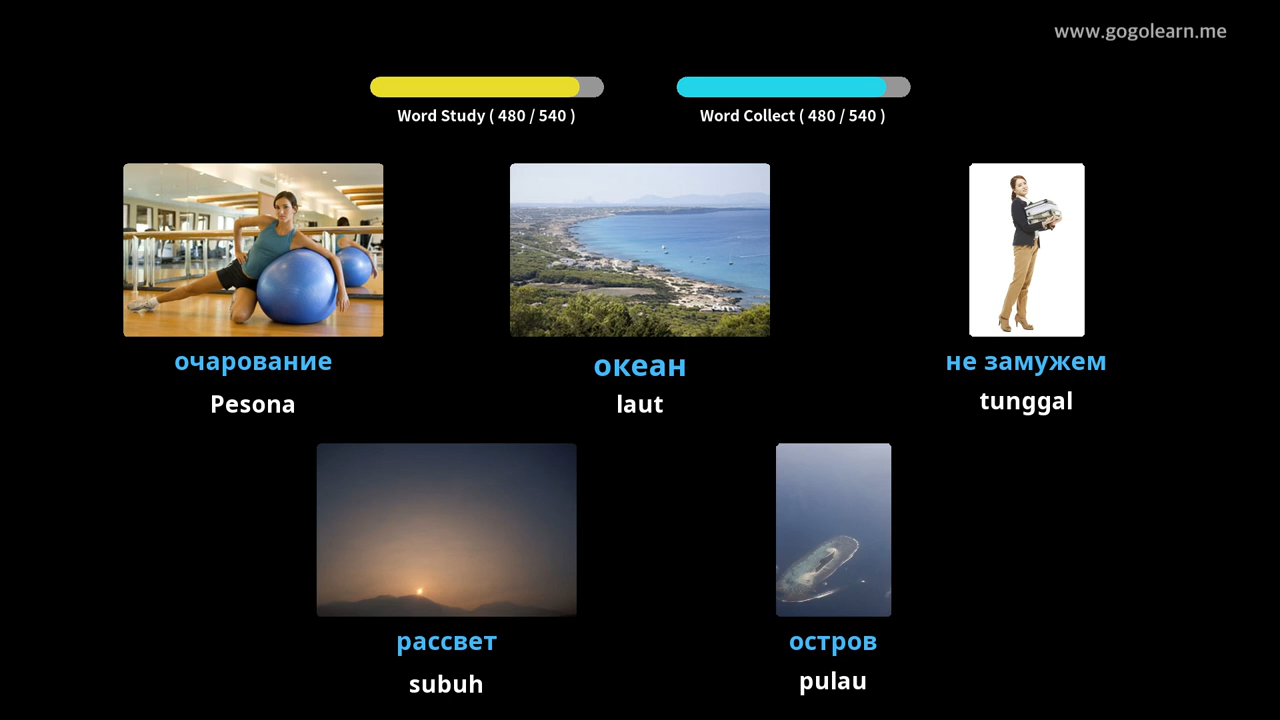 www.gogolearn.me
Word Study ( 480 / 540 )
Word Collect ( 480 / 540 )
очарование
Pesona
океан
laut
не замужем
tunggal
рассвет
subuh
остров
pulau